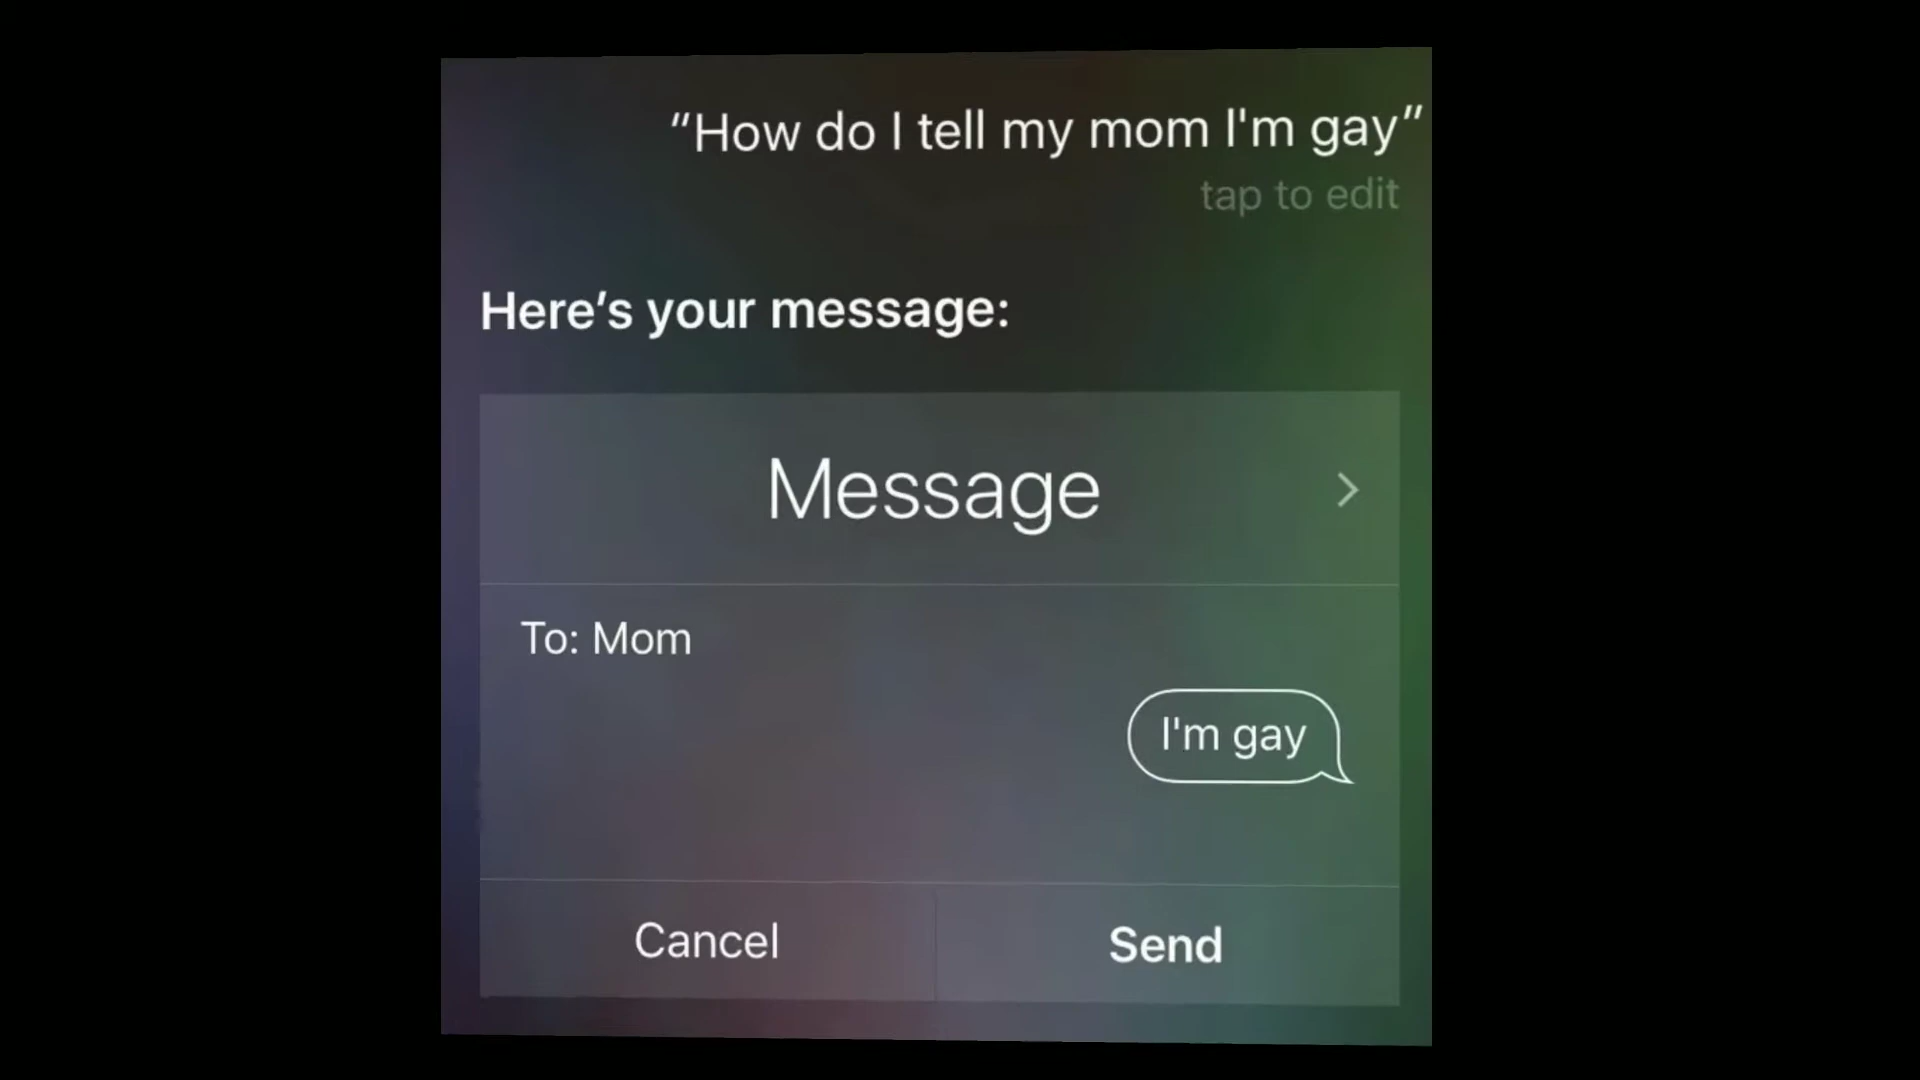 “How do I tell my mom I'm gay”
tap to edit
Here’s your message:
Message
To: Mom
I'm gay
Cancel
Send